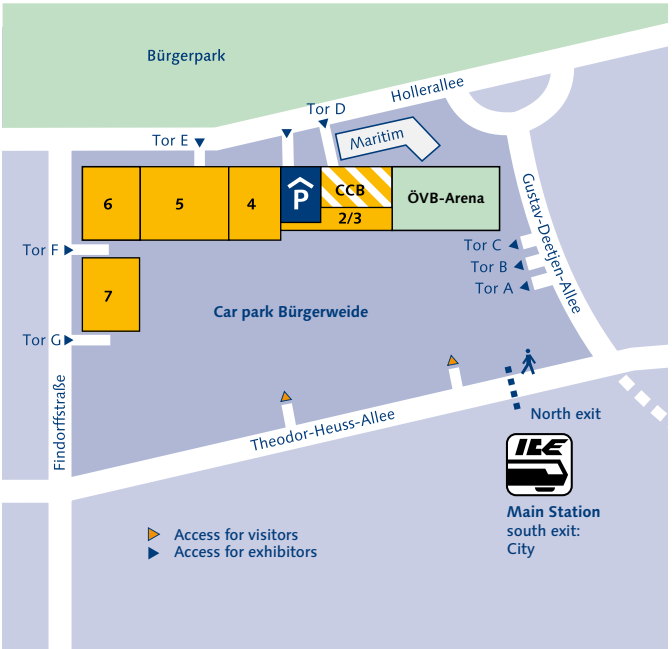 Bürgerpark
Hollerallee
Tor D
Tor E
Maritim
P
CCB
6
5
4
2/3
ÖVB-Arena
Gustav-Deetjen-Allee
Tor C
Tor B
Tor A
Tor F
7
Car park Bürgerweide
Tor G
Findorffstraße
Theodor-Heuss-Allee
North exit
ICE
Main Station
south exit:
City
Access for visitors
Access for exhibitors